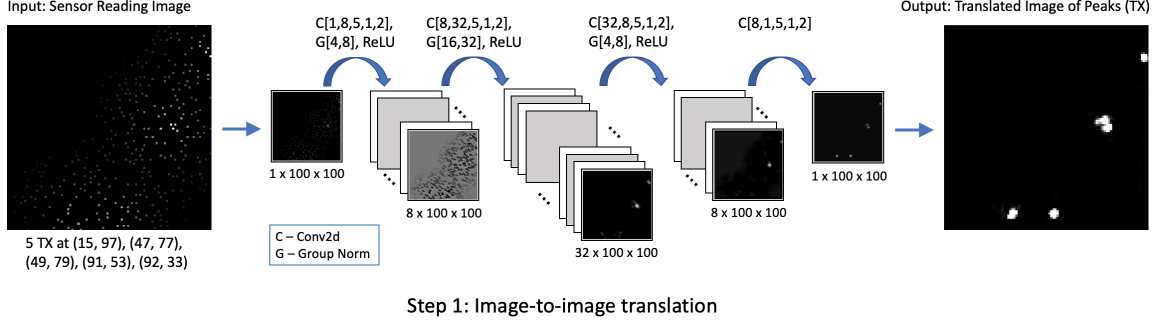 Input: Sensor Reading Image
Output: Translated Image of Peaks (TX)
C[1,8,5,1,2],
G[4,8], ReLU
C[8,32,5,1,2],
G[16,32], ReLU
C[32,8,5,1,2],
G[4,8], ReLU
C[8,1,5,1,2]
1 x 100 x 100
8 x 100 x 100
32 x 100 x 100
8 x 100 x 100
1 x 100 x 100
5 TX at (15, 97), (47, 77),
(49, 79), (91, 53), (92, 33)
C – Conv2d
G – Group Norm
Step 1: Image-to-image translation